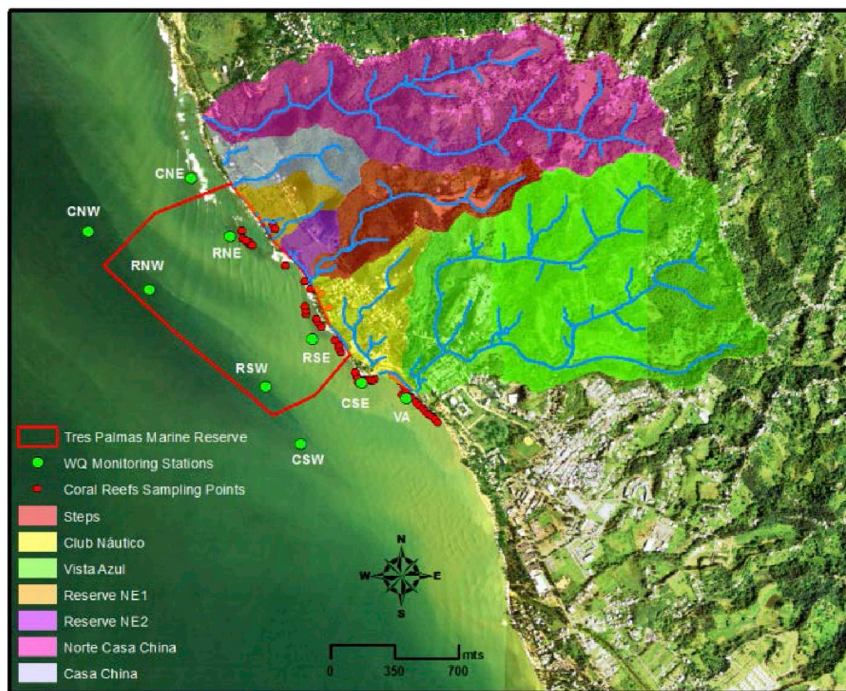 CNE
CNW
RNE
RNW
RSE
RSW
CSE
VA
CSW
Tres Palmas Marine Reserve
WQ Monitoring Stations
Coral Reefs Sampling Points
Steps
Club Náutico
Vista Azul
Reserve NE1
Reserve NE2
Norte Casa China
Casa China
N
W E
S
mts
0 350 700